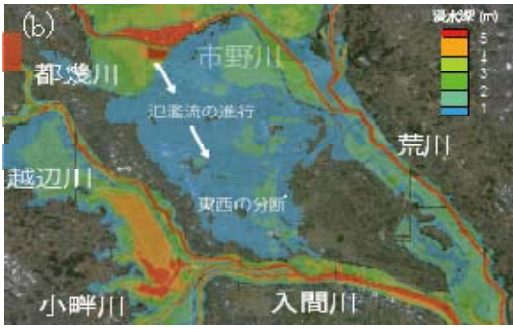 (b)
浸水深 (m)
5
4
3
2
1
市野川
都幾川
氾濫流の進行
荒川
越辺川
東西の分断
小畔川
入間川